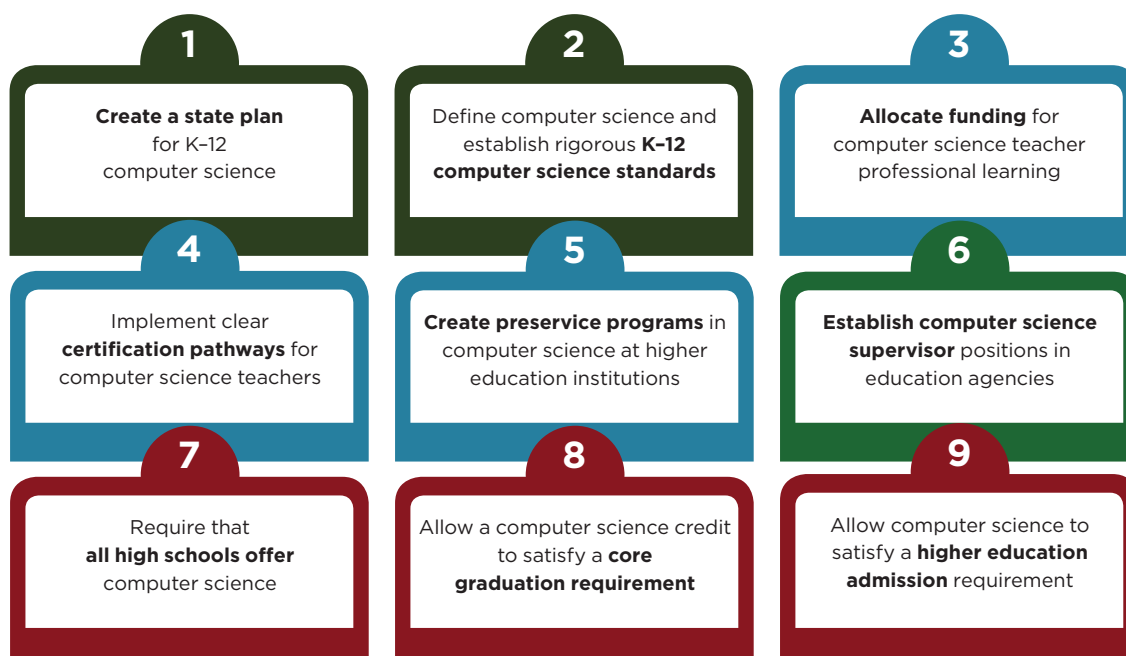 1
Create a state plan
for K–12
computer science
2
Define computer science and
establish rigorous K–12
computer science standards
3
Allocate funding for
computer science teacher
professional learning
4
Implement clear
certification pathways for
computer science teachers
5
Create preservice programs in
computer science at higher
education institutions
6
Establish computer science
supervisor positions in
education agencies
7
Require that
all high schools offer
computer science
8
Allow a computer science credit
to satisfy a core
graduation requirement
9
Allow computer science to
satisfy a higher education
admission requirement